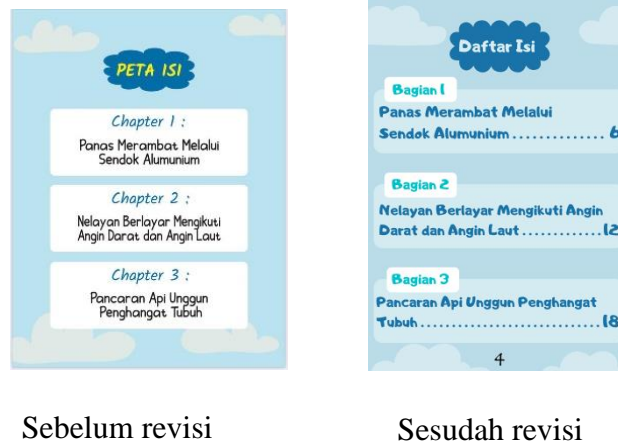 PETA ISI
Chapter 1 :
Panas Merambat Melalui
Sendok Alumunium
Chapter 2 :
Nelayan Berlayar Mengikuti
Angin Darat dan Angin Laut
Chapter 3 :
Pancaran Api Unggun
Penghangat Tubuh
Sebelum revisi
Daftar Isi
Bagian 1
Panas Merambat Melalui
Sendok Alumunium .............. 6
Bagian 2
Nelayan Berlayar Mengikuti Angin
Darat dan Angin Laut ............. 12
Bagian 3
Pancaran Api Unggun Penghangat
Tubuh ............................. 18
4
Sesudah revisi